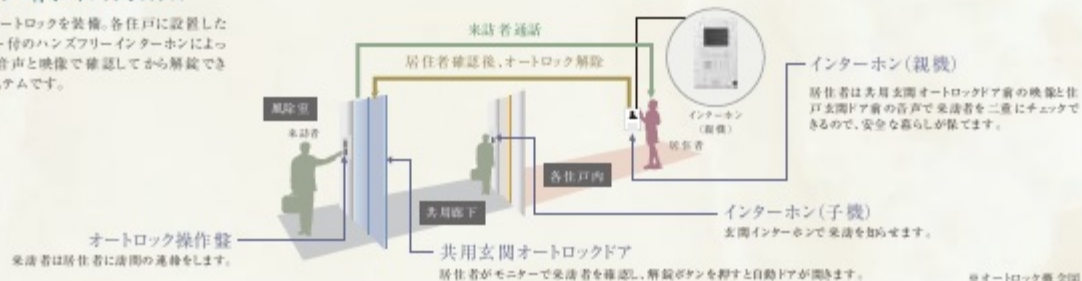 ートロックを装備。各住戸に設置した
ー付のハンズフリーインターホンによっ
音声と映像で確認してから解錠でき
テムです。
来訪者通話
居住者確認後、オートロック解除
風除室
来訪者
インターホン
(親機)
居住者
各住戸内
共用廊下
インターホン(親機)
居住者は共用玄関オートロックドア前の映像と住
戸玄関ドア前の音声で来訪者を二重にチェックで
きるので、安全な暮らしが保てます。
インターホン(子機)
玄関インターホンで来訪を知らせます。
オートロック操作盤
来訪者は居住者に訪問の連絡をします。
共用玄関オートロックドア
居住者がモニターで来訪者を確認し、解錠ボタンを押すと自動ドアが開きます。
※オートロック盤